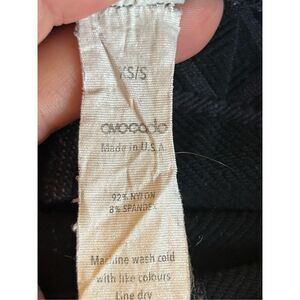 XS/S
avocado
Made in U.S.A.
92% NYLON
8% SPANDEX
Machine wash cold
with like colours
Line dry